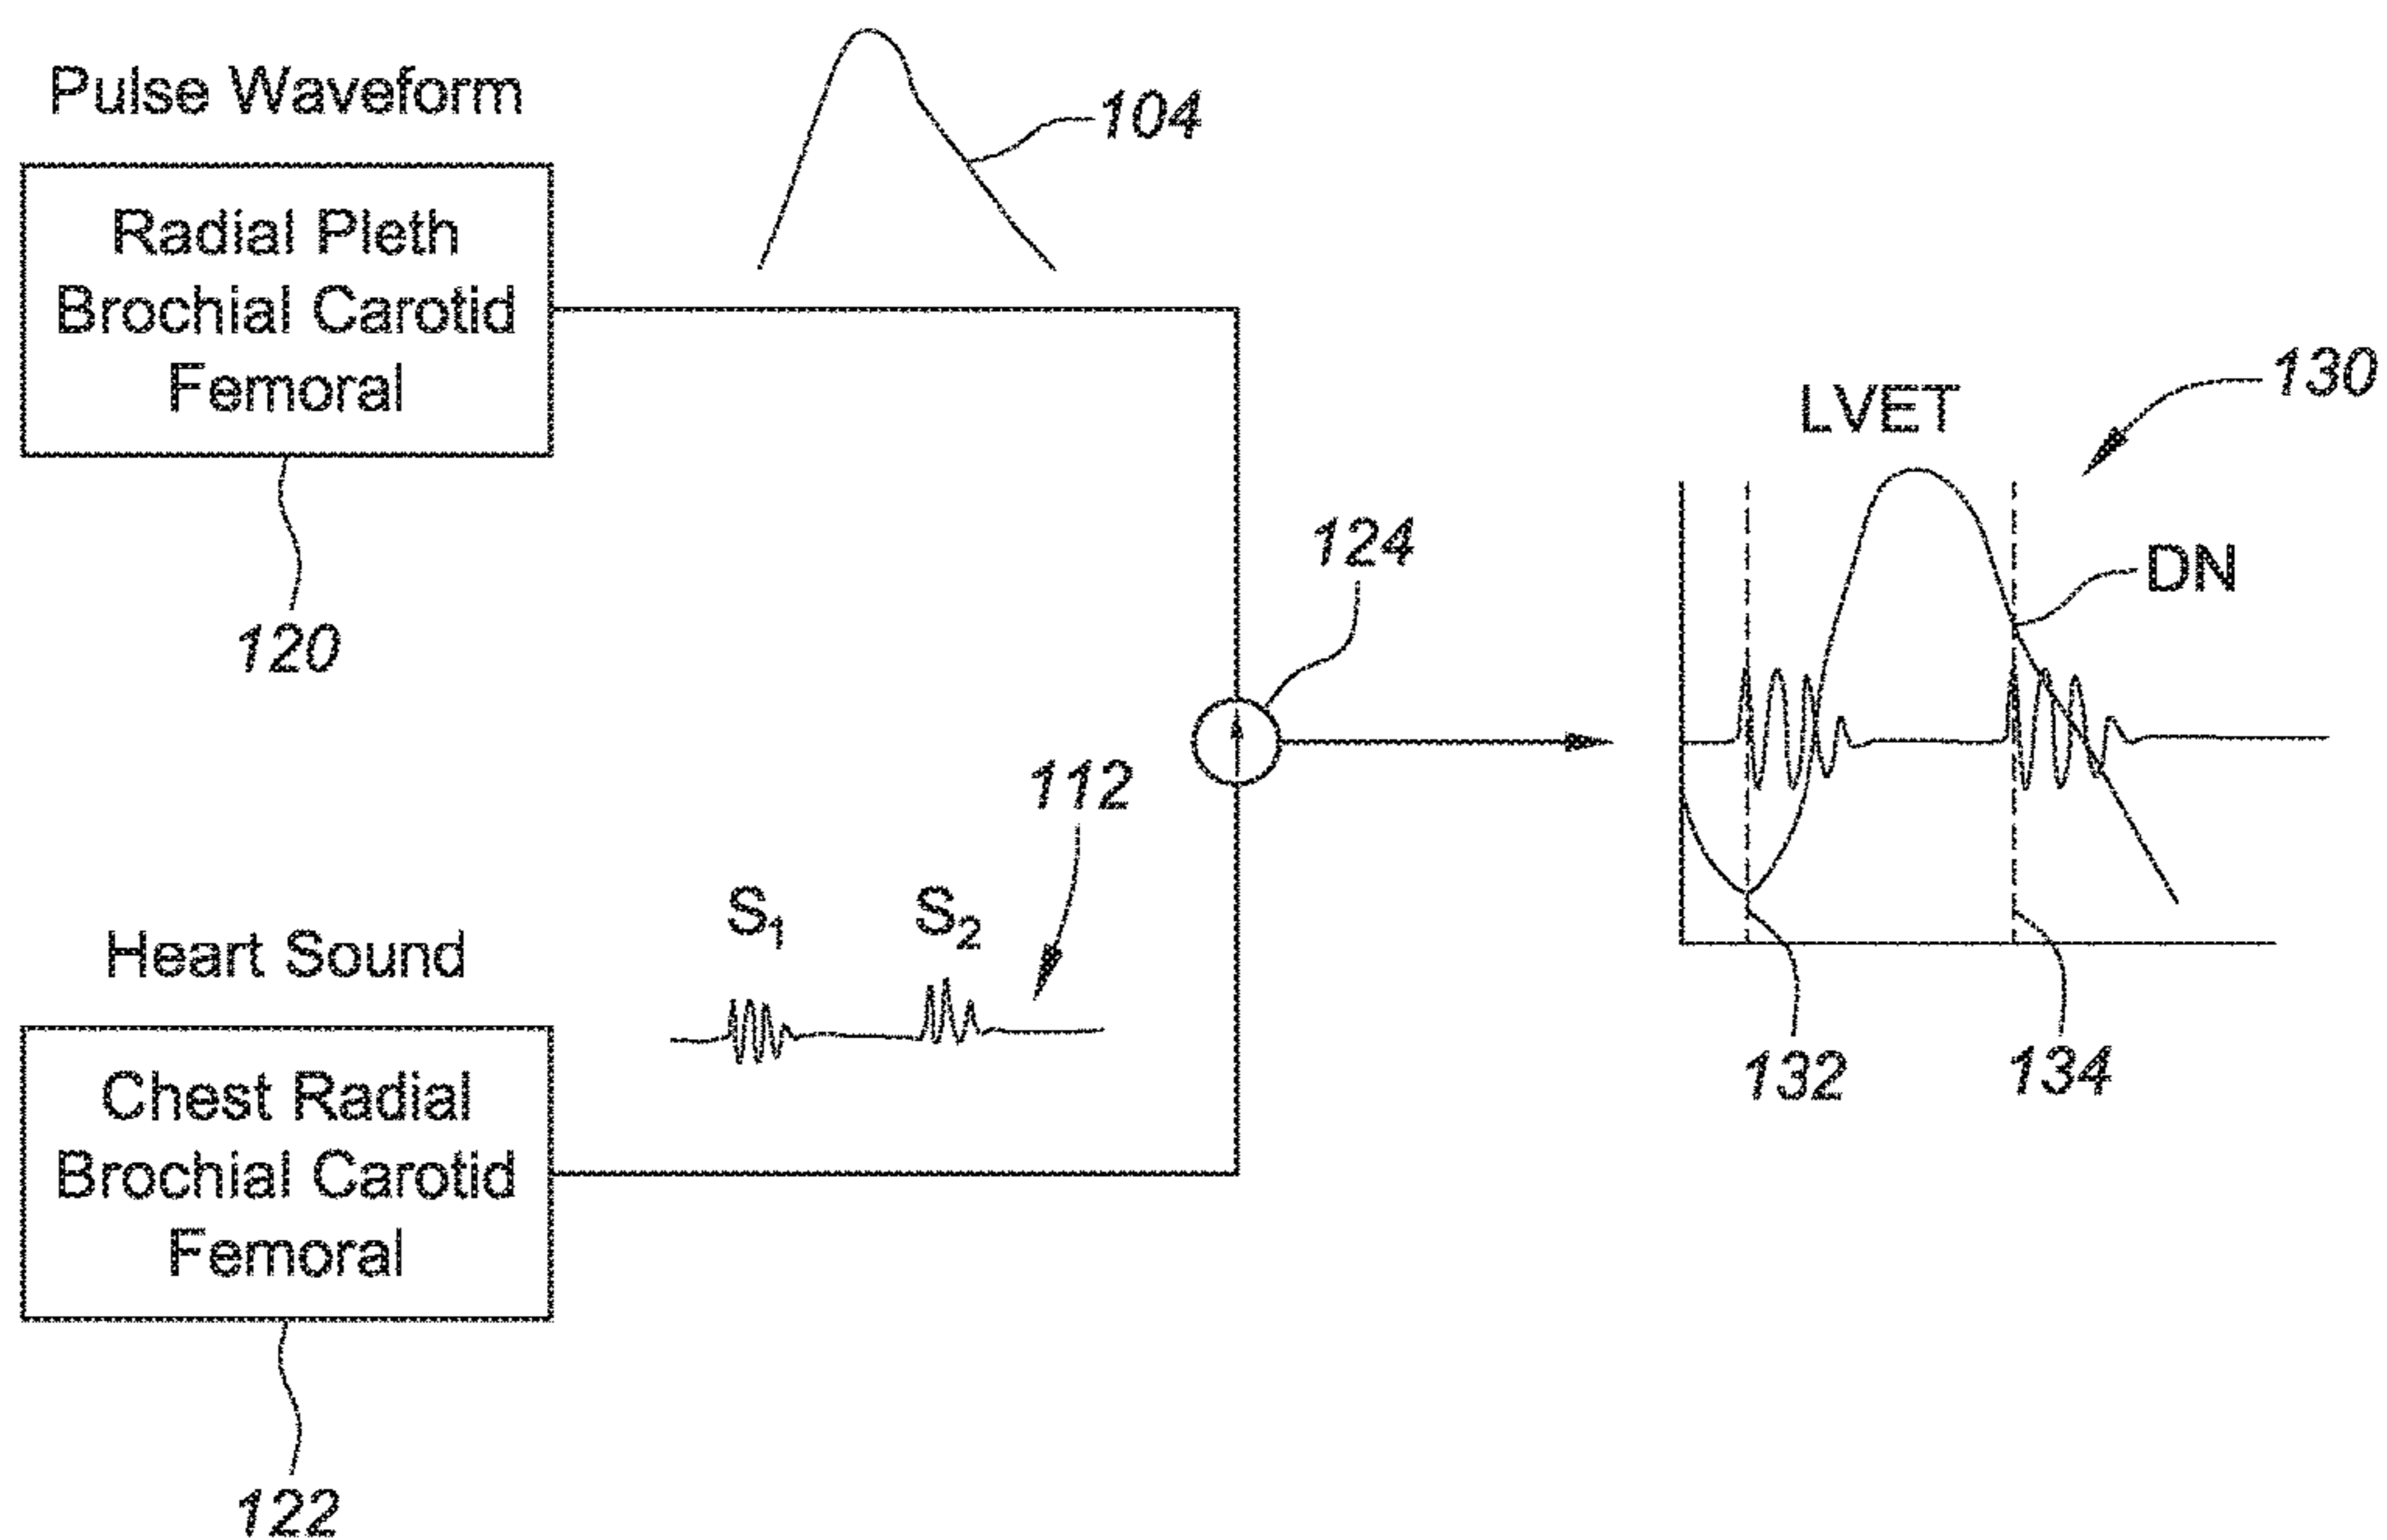 Pulse Waveform
104
Radial Pleth
Brochial Carotid
Femoral
120
124
LVET
130
DN
132
134
112
S1
S2
Heart Sound
Chest Radial
Brochial Carotid
Femoral
122